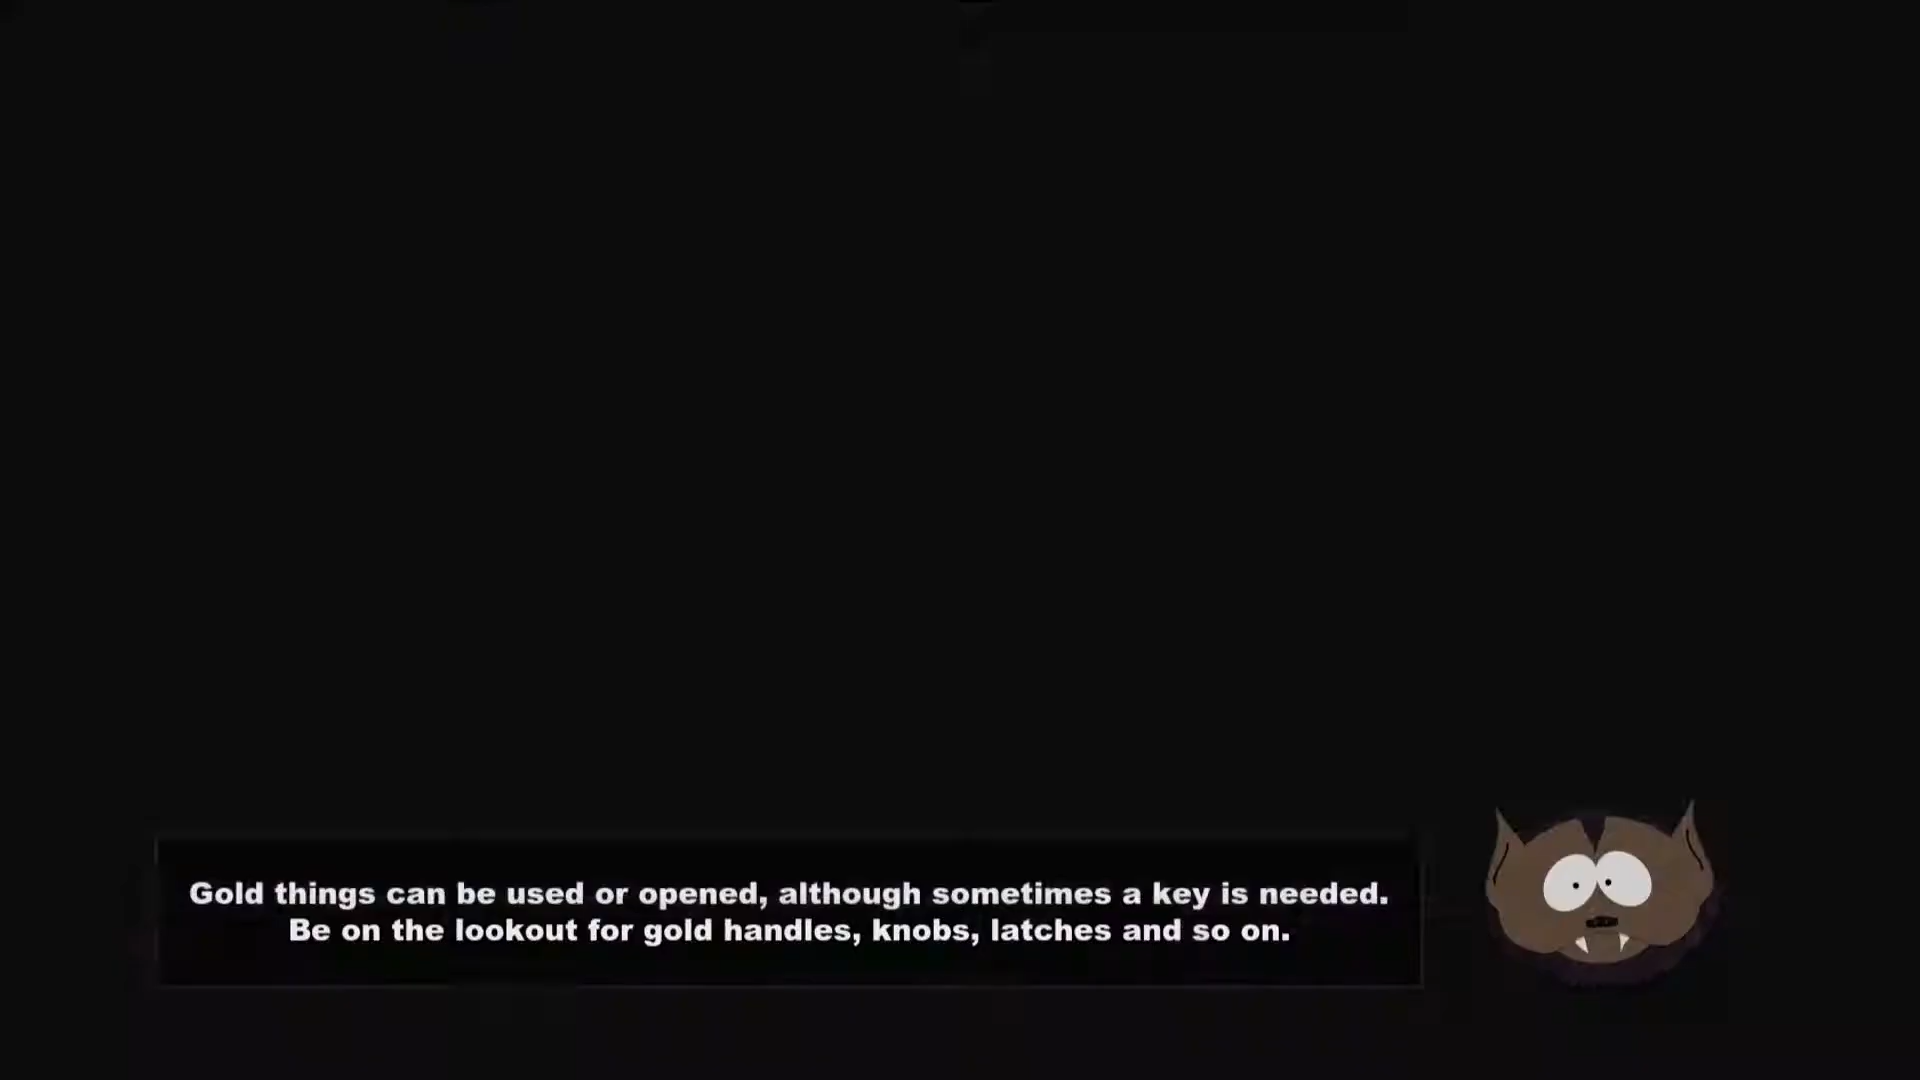 Gold things can be used or opened, although sometimes a key is needed.
Be on the lookout for gold handles, knobs, latches and so on.